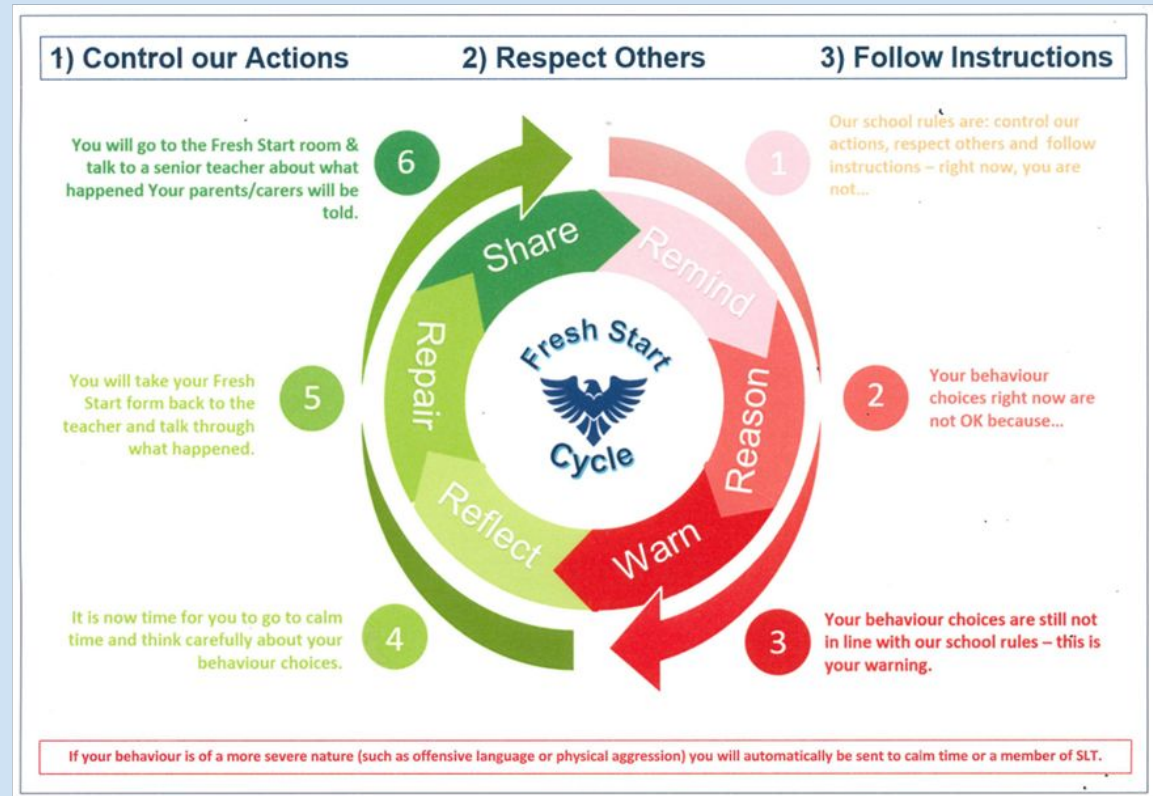 1) Control our Actions 2) Respect Others 3) Follow Instructions
Our school rules are: control our
actions, respect others and follow
instructions – right now, you are
not...
1
Your behaviour
choices right now are
not OK because...
2
Your behaviour choices are still not
in line with our school rules – this is
your warning.
3
It is now time for you to go to calm
time and think carefully about your
behaviour choices.
4
You will take your Fresh
Start form back to the
teacher and talk through
what happened.
5
You will go to the Fresh Start room &
talk to a senior teacher about what
happened Your parents/carers will be
told.
6
Remind
Reason
Warn
Reflect
Repair
Share
Fresh Start
Cycle
If your behaviour is of a more severe nature (such as offensive language or physical aggression) you will automatically be sent to calm time or a member of SLT.